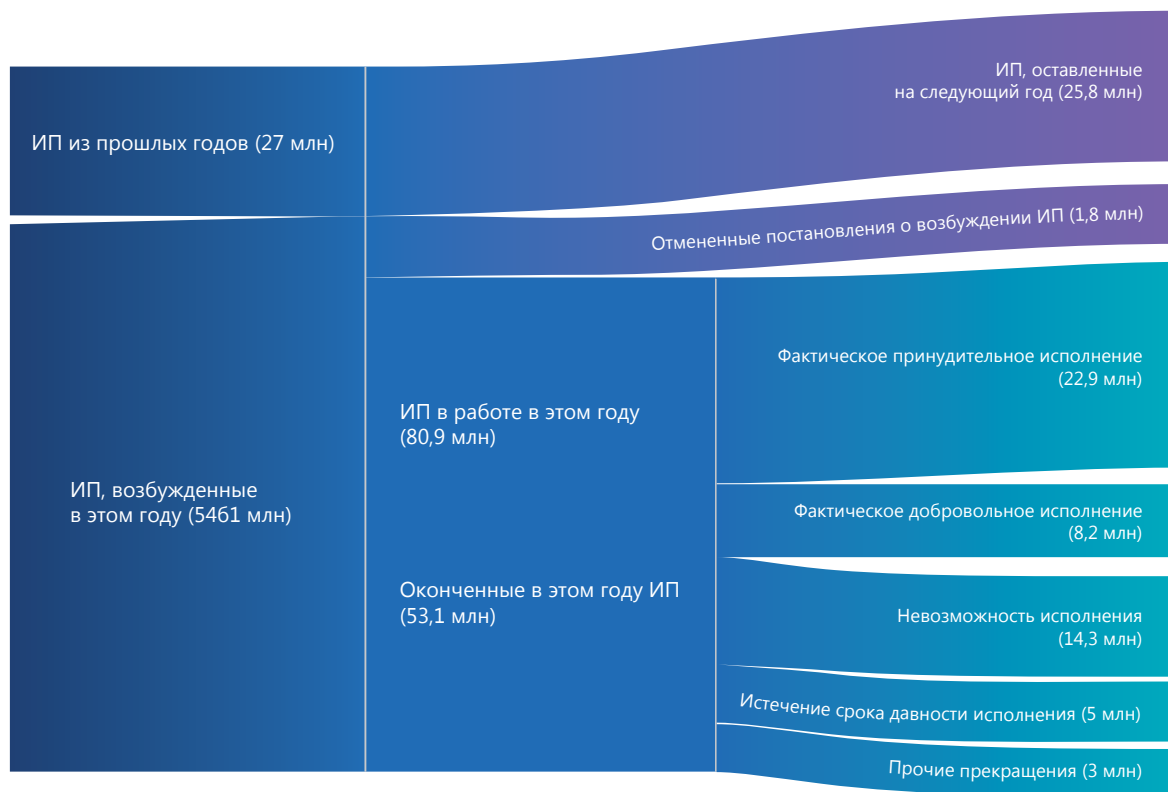 ИП из прошлых годов (27 млн)
ИП, возбужденные
в этом году (5461 млн)
ИП в работе в этом году
(80,9 млн)
Оконченные в этом году ИП
(53,1 млн)
ИП, оставленные
на следующий год (25,8 млн)
Отмененные постановления о возбуждении ИП (1,8 млн)
Фактическое принудительное исполнение
(22,9 млн)
Фактическое добровольное исполнение
(8,2 млн)
Невозможность исполнения
(14,3 млн)
Истечение срока давности исполнения (5 млн)
Прочие прекращения (3 млн)